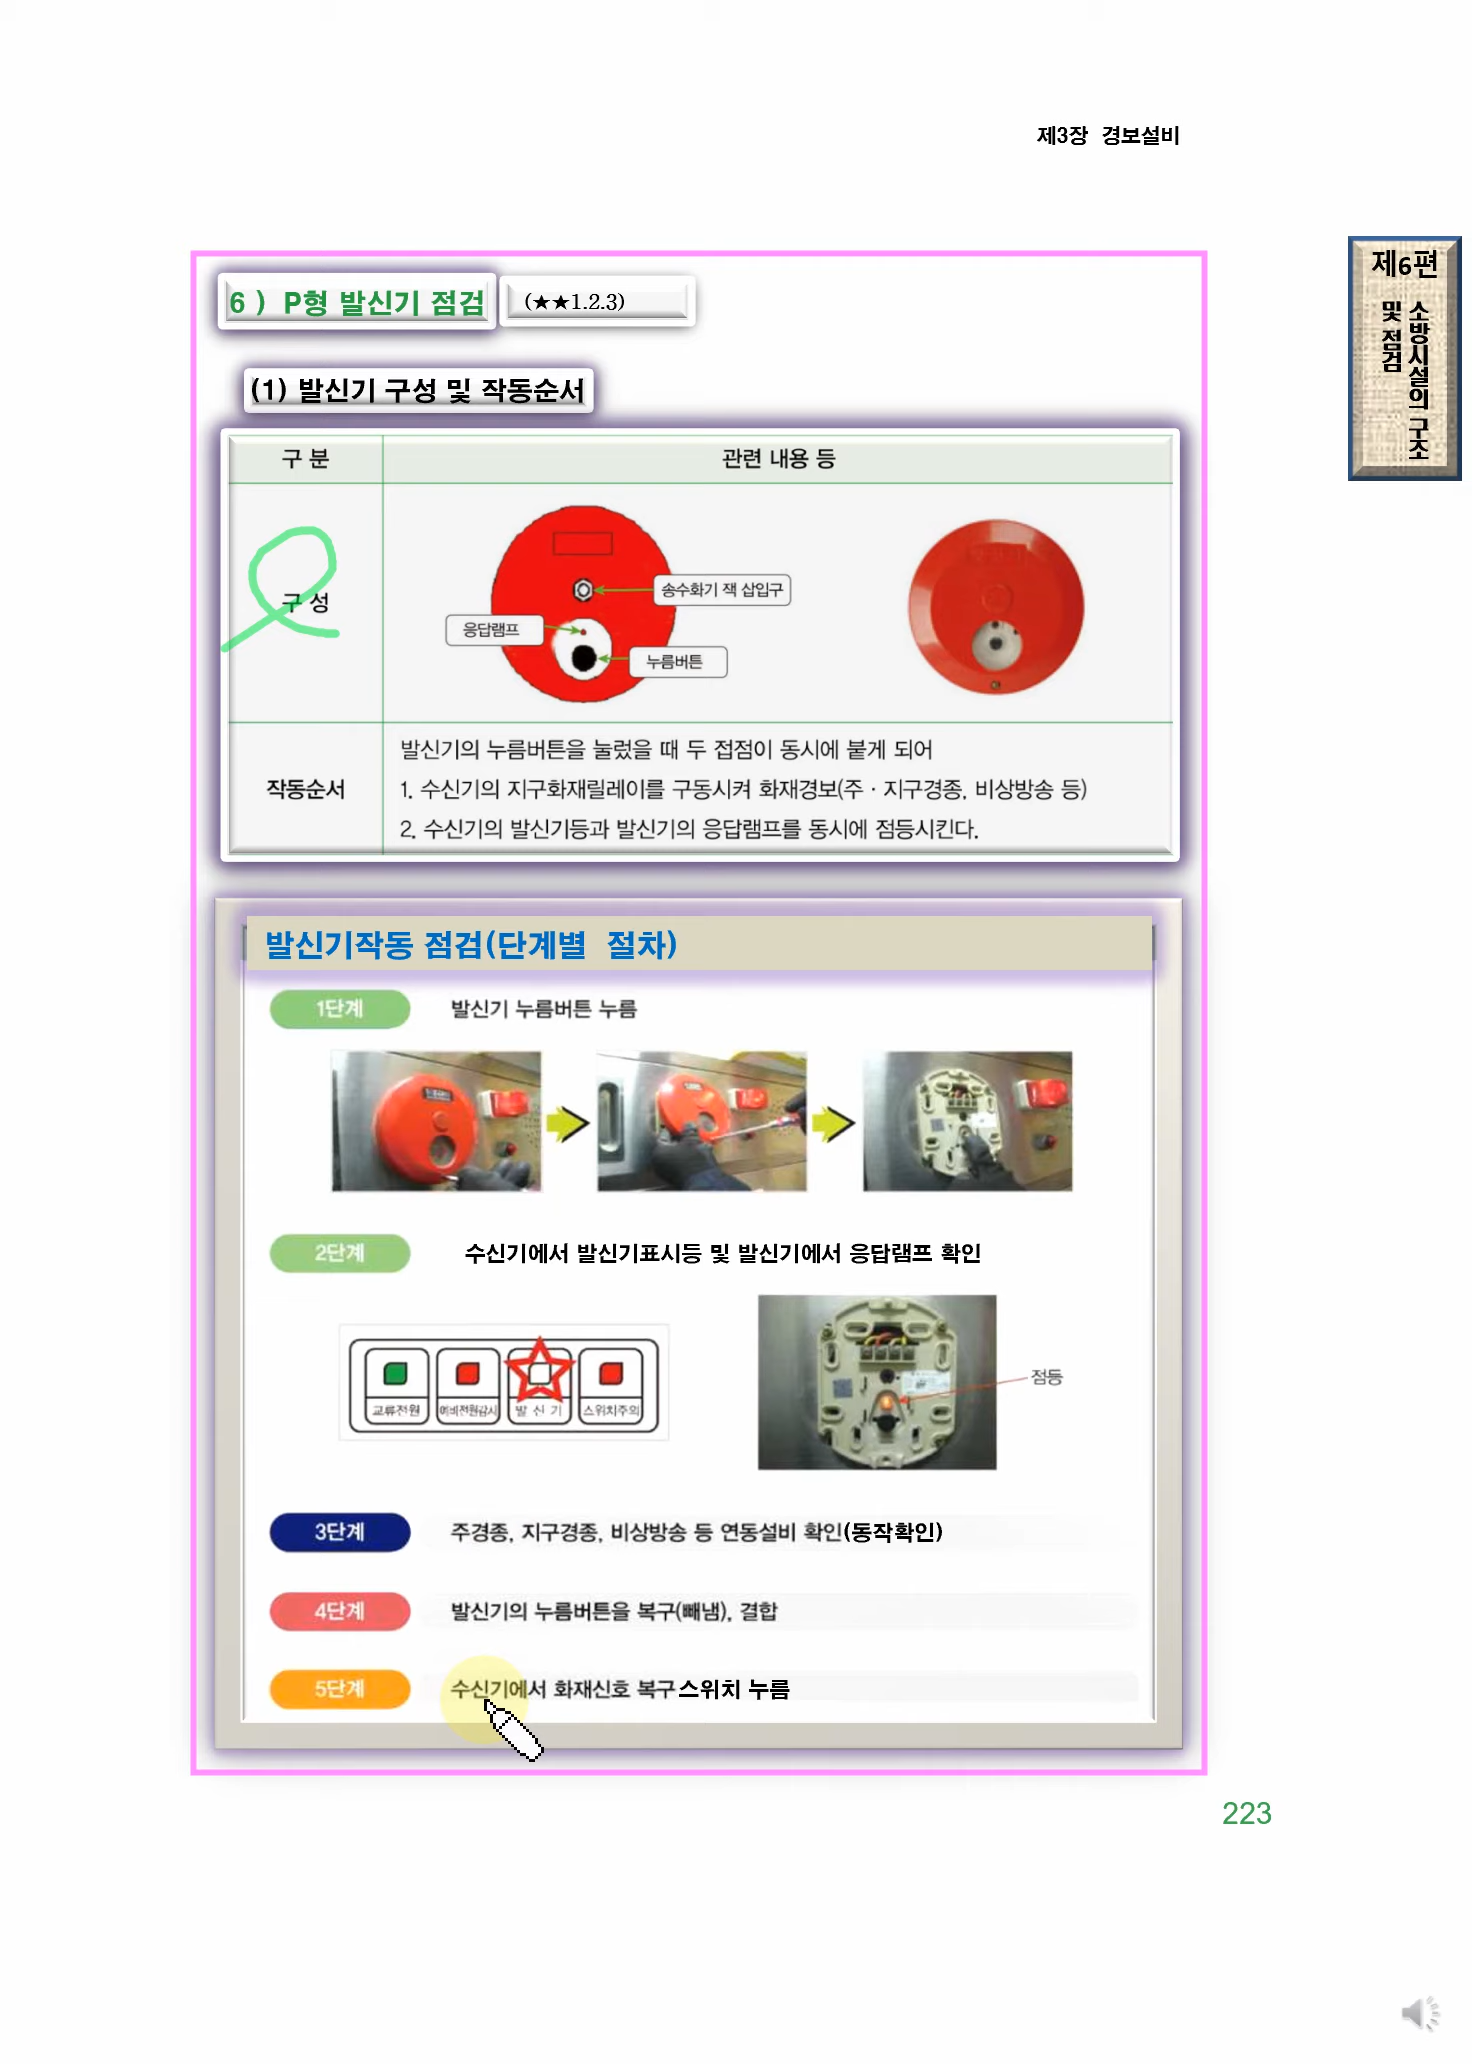 제3장 경보설비
제6편
소방시설의 구조
및 점검
6 ) P형 발신기 점검
(★★1.2.3)
(1) 발신기 구성 및 작동순서
구 분
관련 내용 등
구 성
송수화기 잭 삽입구
응답램프
누름버튼
작동순서
발신기의 누름버튼을 눌렀을 때 두 접점이 동시에 붙게 되어
1. 수신기의 지구화재릴레이를 구동시켜 화재경보(주 · 지구경종, 비상방송 등)
2. 수신기의 발신기등과 발신기의 응답램프를 동시에 점등시킨다.
발신기작동 점검(단계별 절차)
1단계
발신기 누름버튼 누름
2단계
수신기에서 발신기표시등 및 발신기에서 응답램프 확인
교류전원
예비전원감시
발 신 기
스위치주의
점등
3단계
주경종, 지구경종, 비상방송 등 연동설비 확인(동작확인)
4단계
발신기의 누름버튼을 복구(빼냄), 결합
5단계
수신기에서 화재신호 복구스위치 누름
223